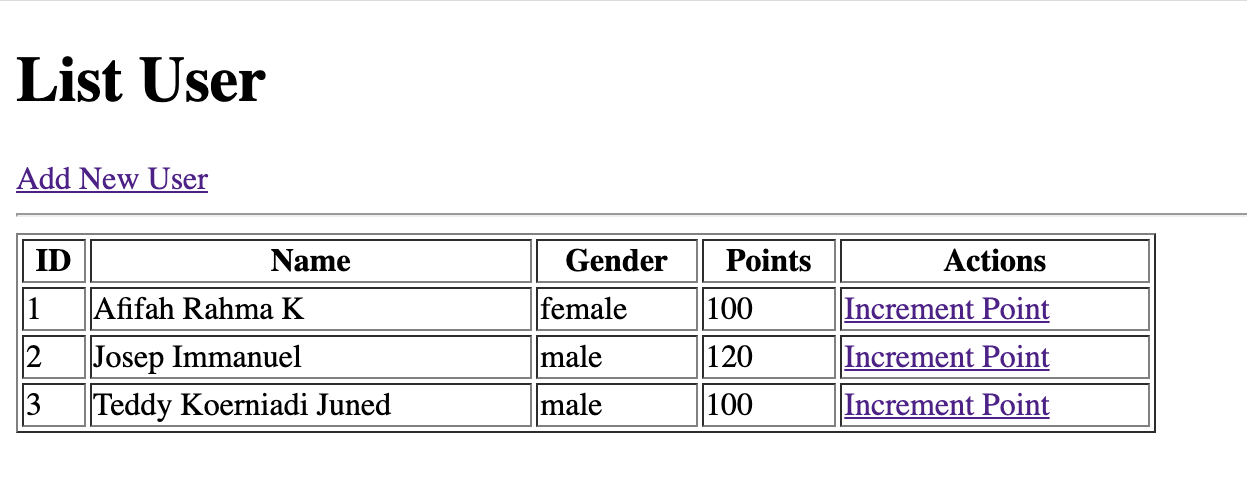 List User
Add New User
ID Name Gender Points Actions
1 Afifah Rahma K female 100 Increment Point
2 Josep Immanuel male 120 Increment Point
3 Teddy Koerniadi Juned male 100 Increment Point